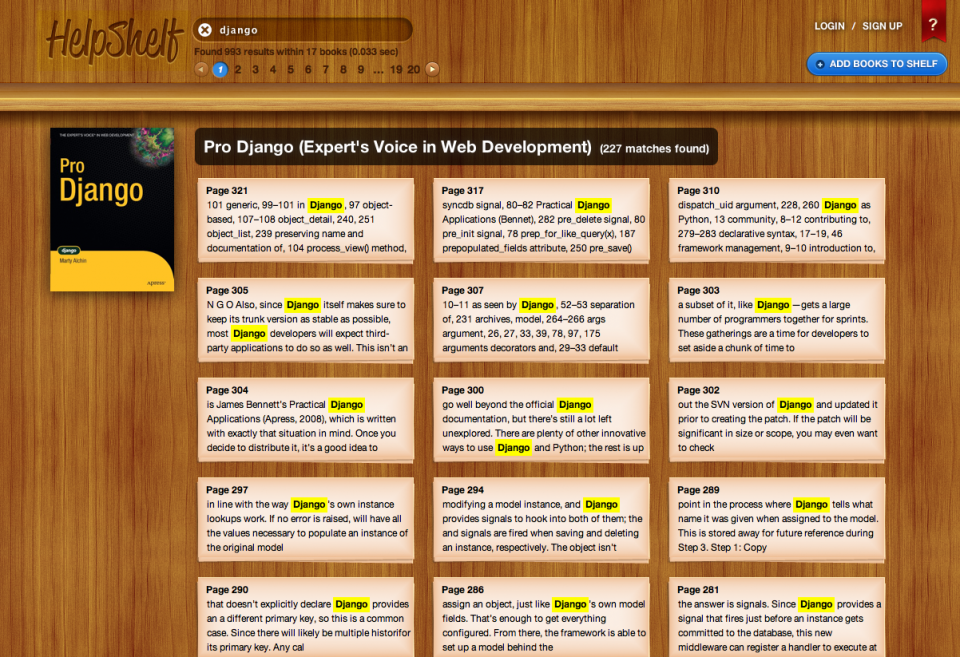 HelpShelf
django
LOGIN / SIGN UP
?
Found 993 results within 17 books (0.033 sec)
1 2 3 4 5 6 7 8 9 ... 19 20
ADD BOOKS TO SHELF
THE EXPERT'S VOICE® IN WEB DEVELOPMENT
Pro
Django
django
Marty Alchin
Apress®
Pro Django (Expert's Voice in Web Development) (227 matches found)
Page 321
101 generic, 99–101 in Django, 97 object-
based, 107–108 object_detail, 240, 251
object_list, 239 preserving name and
documentation of, 104 process_view() method,
Page 317
syncdb signal, 80–82 Practical Django
Applications (Bennet), 282 pre_delete signal, 80
pre_init signal, 78 prep_for_like_query(x), 187
prepopulated_fields attribute, 250 pre_save()
Page 310
dispatch_uid argument, 228, 260 Django as
Python, 13 community, 8–12 contributing to,
279–283 declarative syntax, 17–19, 46
framework management, 9–10 introduction to,
Page 305
N G O Also, since Django itself makes sure to
keep its trunk version as stable as possible,
most Django developers will expect third-
party applications to do so as well. This isn't an
Page 307
10–11 as seen by Django, 52–53 separation
of, 231 archives, model, 264–266 args
argument, 26, 27, 33, 39, 78, 97, 175
arguments decorators and, 29–33 default
Page 303
a subset of it, like Django—gets a large
number of programmers together for sprints.
These gatherings are a time for developers to
set aside a chunk of time to
Page 304
is James Bennett's Practical Django
Applications (Apress, 2008), which is written
with exactly that situation in mind. Once you
decide to distribute it, it's a good idea to
Page 300
go well beyond the official Django
documentation, but there's still a lot left
unexplored. There are plenty of other innovative
ways to use Django and Python; the rest is up
Page 302
out the SVN version of Django and updated it
prior to creating the patch. If the patch will be
significant in size or scope, you may even want
to check
Page 297
in line with the way Django's own instance
lookups work. If no error is raised, will have all
the values necessary to populate an instance of
the original model
Page 294
modifying a model instance, and Django
provides signals to hook into both of them; the
and signals are fired when saving and deleting
an instance, respectively. The object isn't
Page 289
point in the process where Django tells what
name it was given when assigned to the model.
This is stored away for future reference during
Step 3. Step 1: Copy
Page 290
that doesn't explicitly declare Django provides
an a different primary key, so this is a common
case. Since there will likely be multiple historifor
its primary key. Any cal
Page 286
assign an object, just like Django's own model
fields. That's enough to get everything
configured. From there, the framework is able to
set up a model behind the
Page 281
the answer is signals. Since Django provides a
signal that fires just before an instance gets
committed to the database, this new
middleware can register a handler to execute at